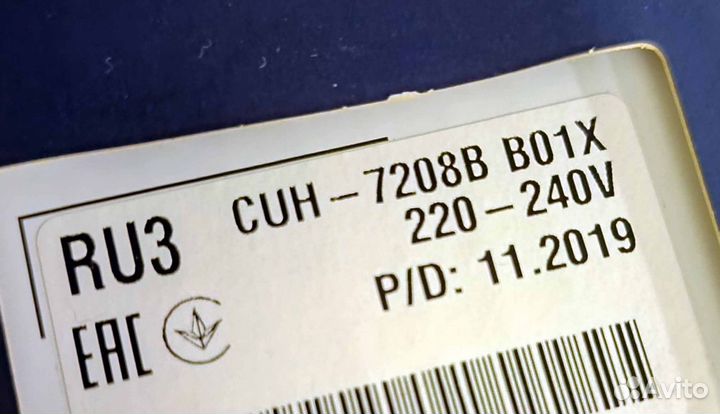 RU3 CUH-7208B B01X
220-240V
P/D: 11.2019
EAC
Avito